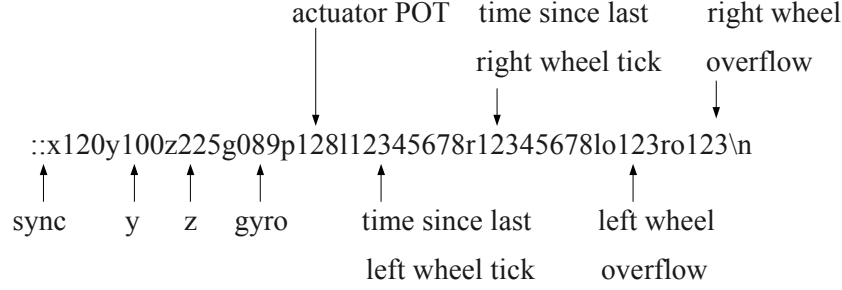 actuator POT time since last right wheel
right wheel tick overflow
::x120y100z225g089p128l12345678r12345678lo123ro123\n
sync y z gyro time since last left wheel
left wheel tick overflow